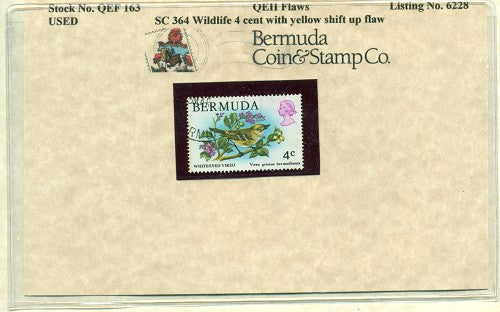 Stock No. QEF 163 QEII Flaws Listing No. 6228
USED SC 364 Wildlife 4 cent with yellow shift up flaw
Bermuda
Coin&Stamp Co.
BERMUDA
4c
WHITE-EYED VIREO Vireo griseus bermudianus